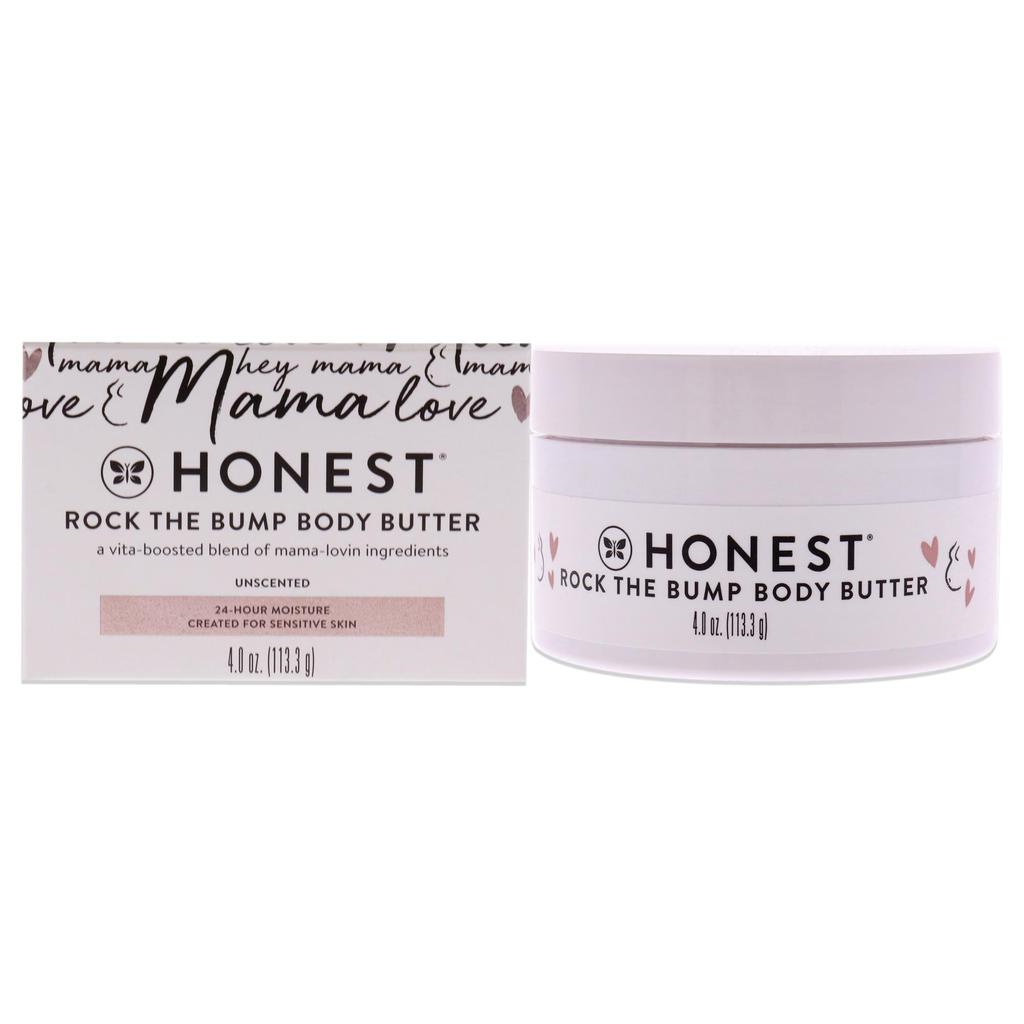 mama hey mama mam
ove Mama love
HONEST®
ROCK THE BUMP BODY BUTTER
a vita-boosted blend of mama-lovin ingredients
UNSCENTED
24-HOUR MOISTURE
CREATED FOR SENSITIVE SKIN
4.0 oz. (113.3 g)
HONEST®
ROCK THE BUMP BODY BUTTER
4.0 oz. (113.3 g)